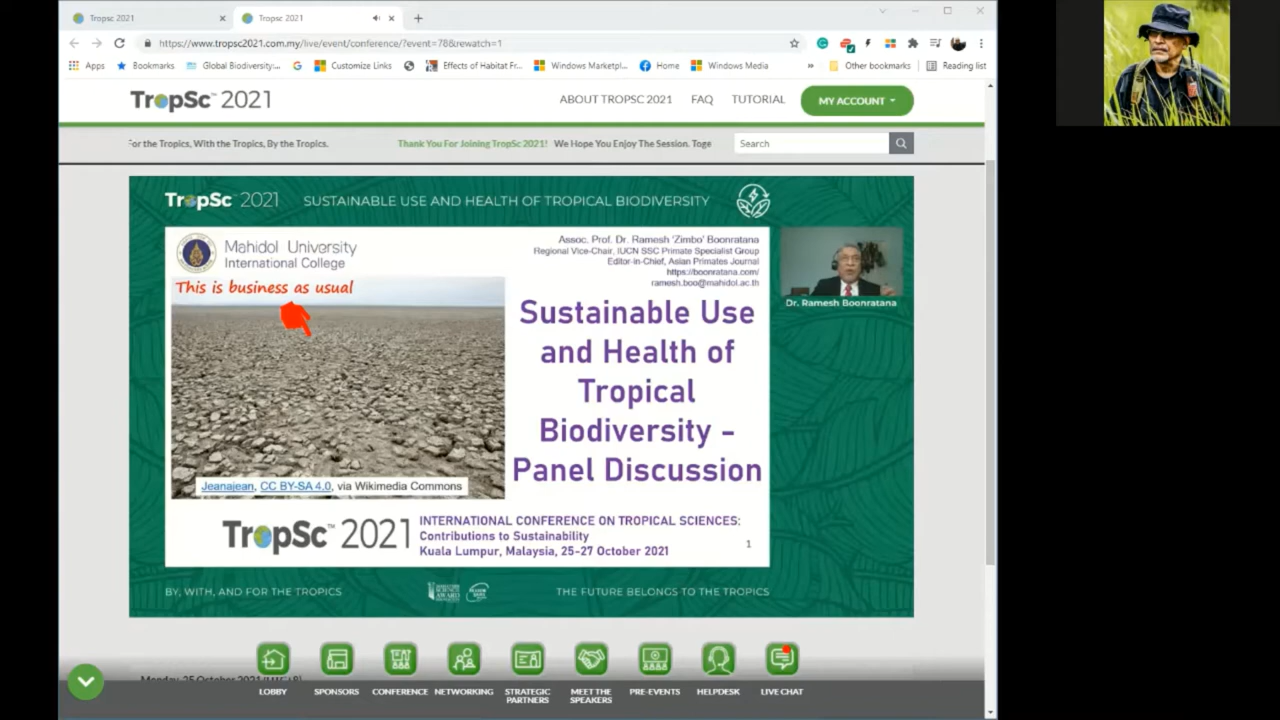 Tropsc 2021
Tropsc 2021
https://www.tropsc2021.com.my/live/event/conference/?event=78&rewatch=1
Apps
Bookmarks
Global Biodiversity:...
Customize Links
Effects of Habitat Fr...
Windows Marketpl...
Home
Windows Media
»
Other bookmarks
Reading list
TropSc™ 2021
ABOUT TROPSC 2021
FAQ
TUTORIAL
MY ACCOUNT
For the Tropics, With the Tropics, By the Tropics.
Thank You For Joining TropSc 2021! We Hope You Enjoy The Session. Toge
Search
TropSc™ 2021
SUSTAINABLE USE AND HEALTH OF TROPICAL BIODIVERSITY
Mahidol University
International College
Assoc. Prof. Dr. Ramesh 'Zimbo' Boonratana
Regional Vice-Chair, IUCN SSC Primate Specialist Group
Editor-in-Chief, Asian Primates Journal
https://boonratana.com/
ramesh.boo@mahidol.ac.th
This is business as usual
Sustainable Use
and Health of
Tropical
Biodiversity -
Panel Discussion
Dr. Ramesh Boonratana
Jeanajean, CC BY-SA 4.0, via Wikimedia Commons
TropSc™ 2021
INTERNATIONAL CONFERENCE ON TROPICAL SCIENCES:
Contributions to Sustainability
Kuala Lumpur, Malaysia, 25-27 October 2021
1
BY, WITH, AND FOR THE TROPICS
THE FUTURE BELONGS TO THE TROPICS
Monday, 25 October 2021
LOBBY
SPONSORS
CONFERENCE
NETWORKING
STRATEGIC
PARTNERS
MEET THE
SPEAKERS
PRE-EVENTS
HELPDESK
LIVE CHAT